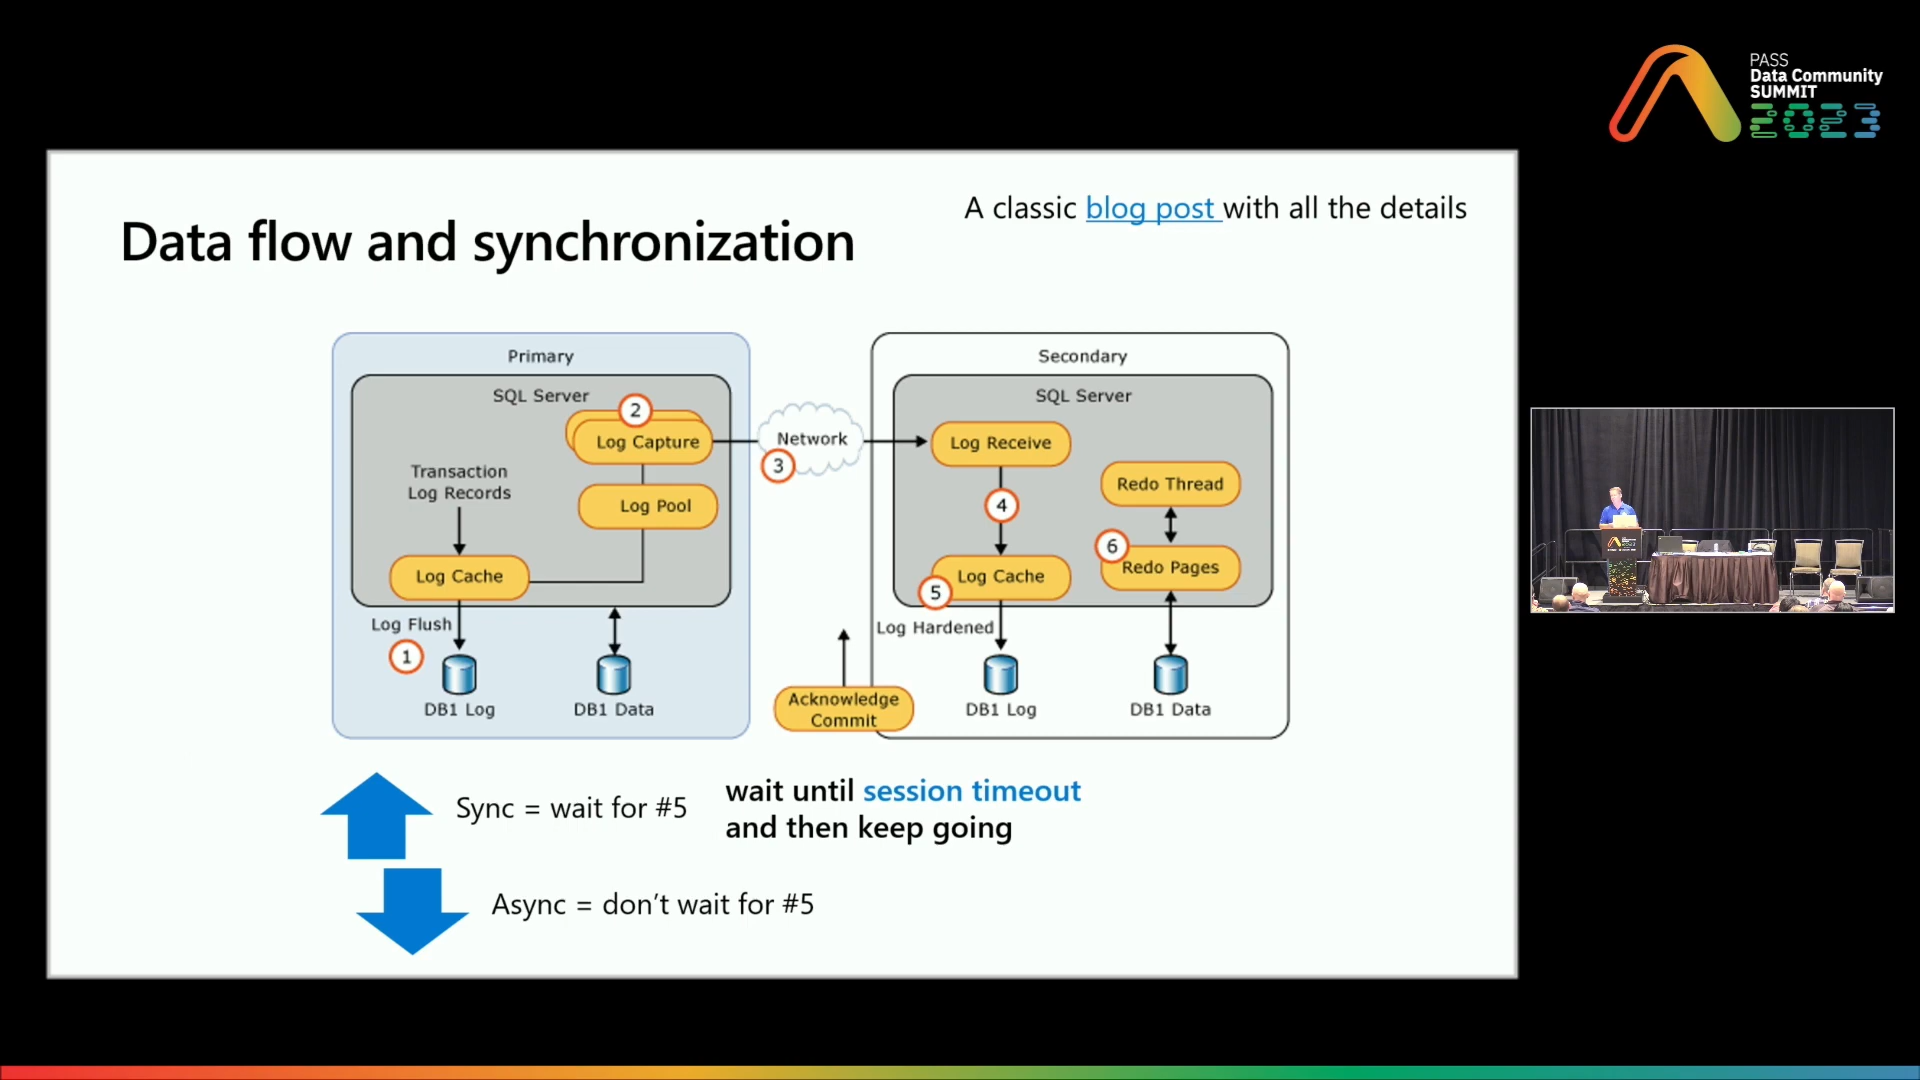 PASS
Data Community
SUMMIT
2023
A classic blog post with all the details
Data flow and synchronization
Primary
SQL Server
2
Log Capture
Transaction
Log Records
Log Pool
Log Cache
Log Flush
1
DB1 Log
DB1 Data
Network
3
Acknowledge
Commit
Secondary
SQL Server
Log Receive
4
Redo Thread
6
Redo Pages
Log Cache
5
Log Hardened
DB1 Log
DB1 Data
Sync = wait for #5
wait until session timeout
and then keep going
Async = don't wait for #5